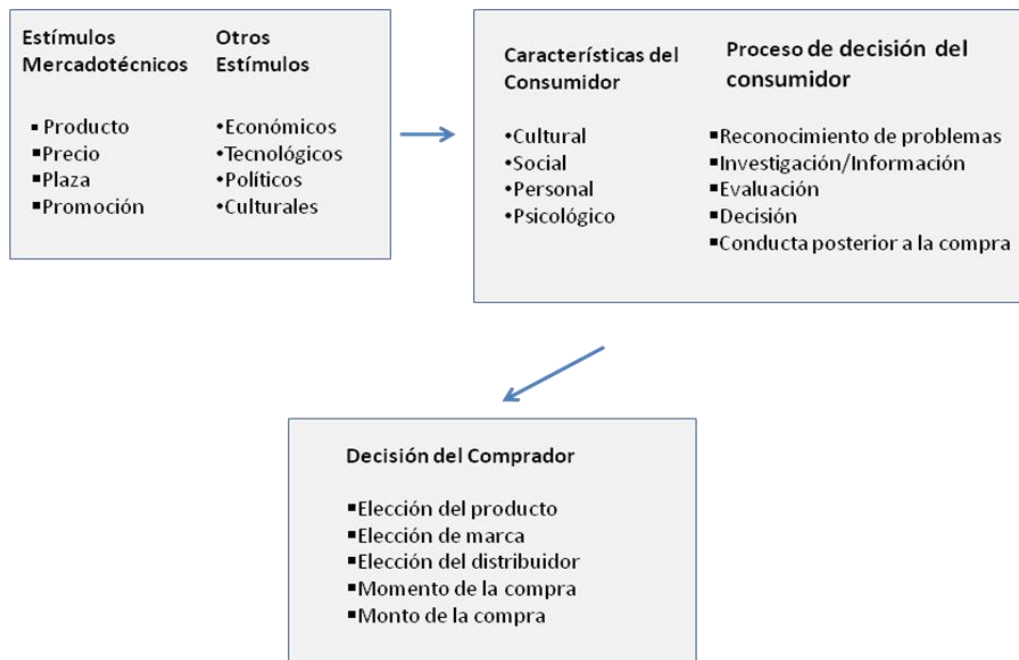 Estímulos
Mercadotécnicos
▪ Producto
▪Precio
▪Plaza
▪Promoción
Otros
Estímulos
•Económicos
•Tecnológicos
•Políticos
•Culturales
Características del
Consumidor
•Cultural
•Social
•Personal
•Psicológico
Proceso de decisión del
consumidor
▪Reconocimiento de problemas
▪Investigación/Información
▪Evaluación
▪Decisión
▪Conducta posterior a la compra
Decisión del Comprador
▪Elección del producto
▪Elección de marca
▪Elección del distribuidor
▪Momento de la compra
▪Monto de la compra